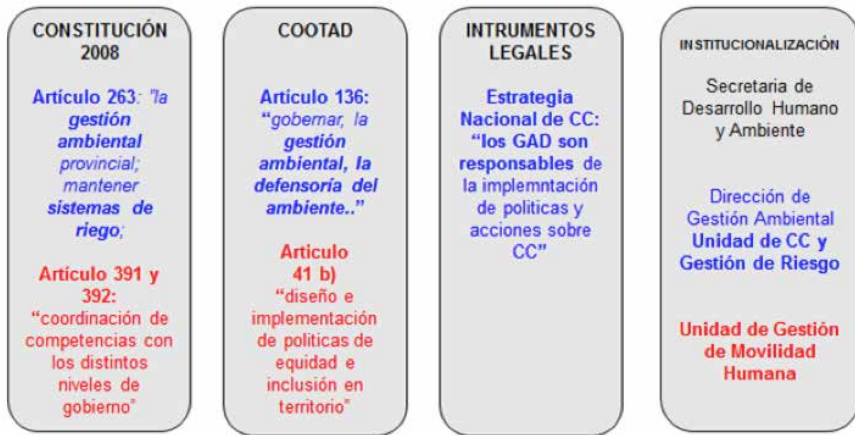 CONSTITUCIÓN
2008
Artículo 263: "la
gestión
ambiental
provincial;
mantener
sistemas de
riego;
Artículo 391 y
392:
"coordinación de
competencias con
los distintos
niveles de
gobierno"
COOTAD
Artículo 136:
"gobernar, la
gestión
ambiental, la
defensoría del
ambiente.."
Articulo
41 b)
"diseño e
implementación
de politicas de
equidad e
inclusión en
territorio"
INTRUMENTOS
LEGALES
Estrategia
Nacional de CC:
"los GAD son
responsables de
la implemntación
de politicas y
acciones sobre
CC"
INSTITUCIONALIZACIÓN
Secretaria de
Desarrollo Humano
y Ambiente
Dirección de
Gestión Ambiental
Unidad de CC y
Gestión de Riesgo
Unidad de Gestión
de Movilidad
Humana